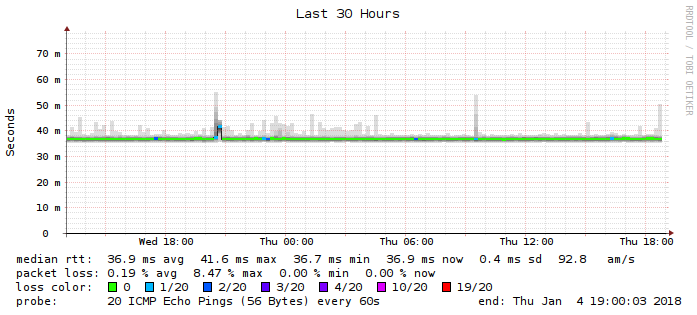 Last 30 Hours
RRDTOOL / TOBI OETIKER
Seconds
70 m
60 m
50 m
40 m
30 m
20 m
10 m
0
Wed 18:00 Thu 00:00 Thu 06:00 Thu 12:00 Thu 18:00
median rtt: 36.9 ms avg 41.6 ms max 36.7 ms min 36.9 ms now 0.4 ms sd 92.8 am/s
packet loss: 0.19 % avg 8.47 % max 0.00 % min 0.00 % now
loss color: 0 1/20 2/20 3/20 4/20 10/20 19/20
probe: 20 ICMP Echo Pings (56 Bytes) every 60s end: Thu Jan 4 19:00:03 2018